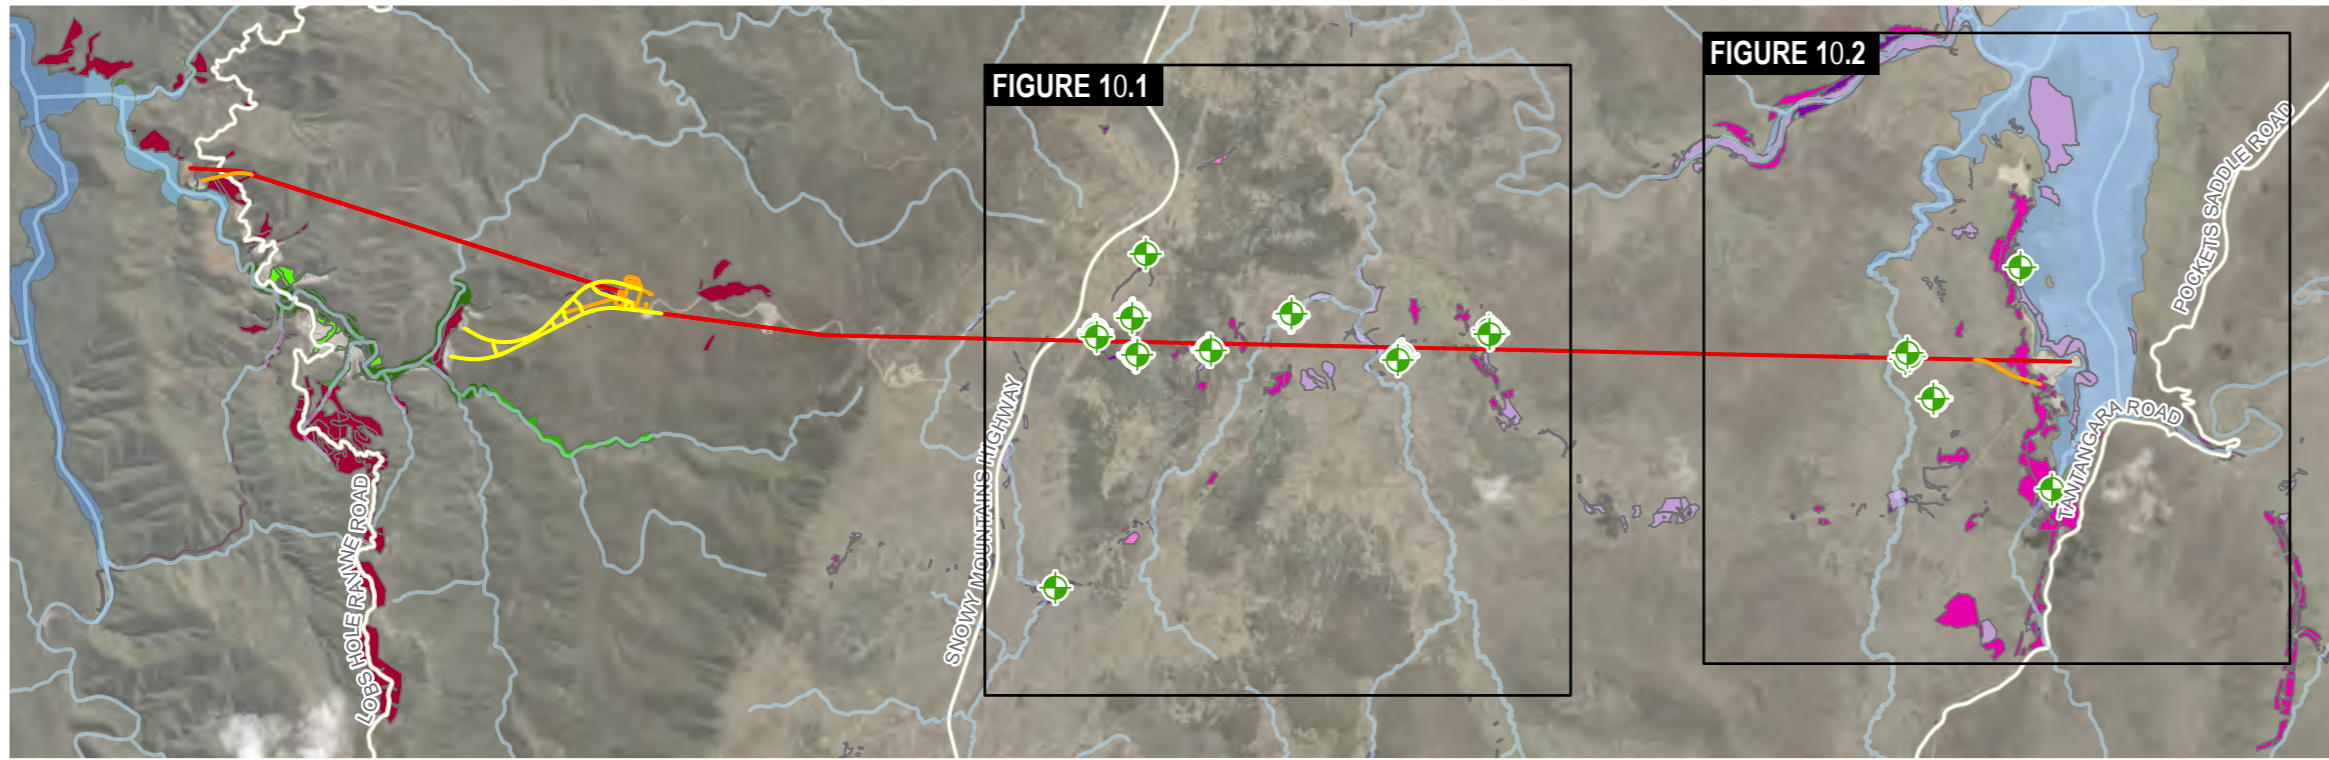 FIGURE 10.1
FIGURE 10.2
POCKETS SADDLE ROAD
TANTANGARA ROAD
SNOWY MOUNTAINS HIGHWAY
LOBS HOLE RAVINE ROAD